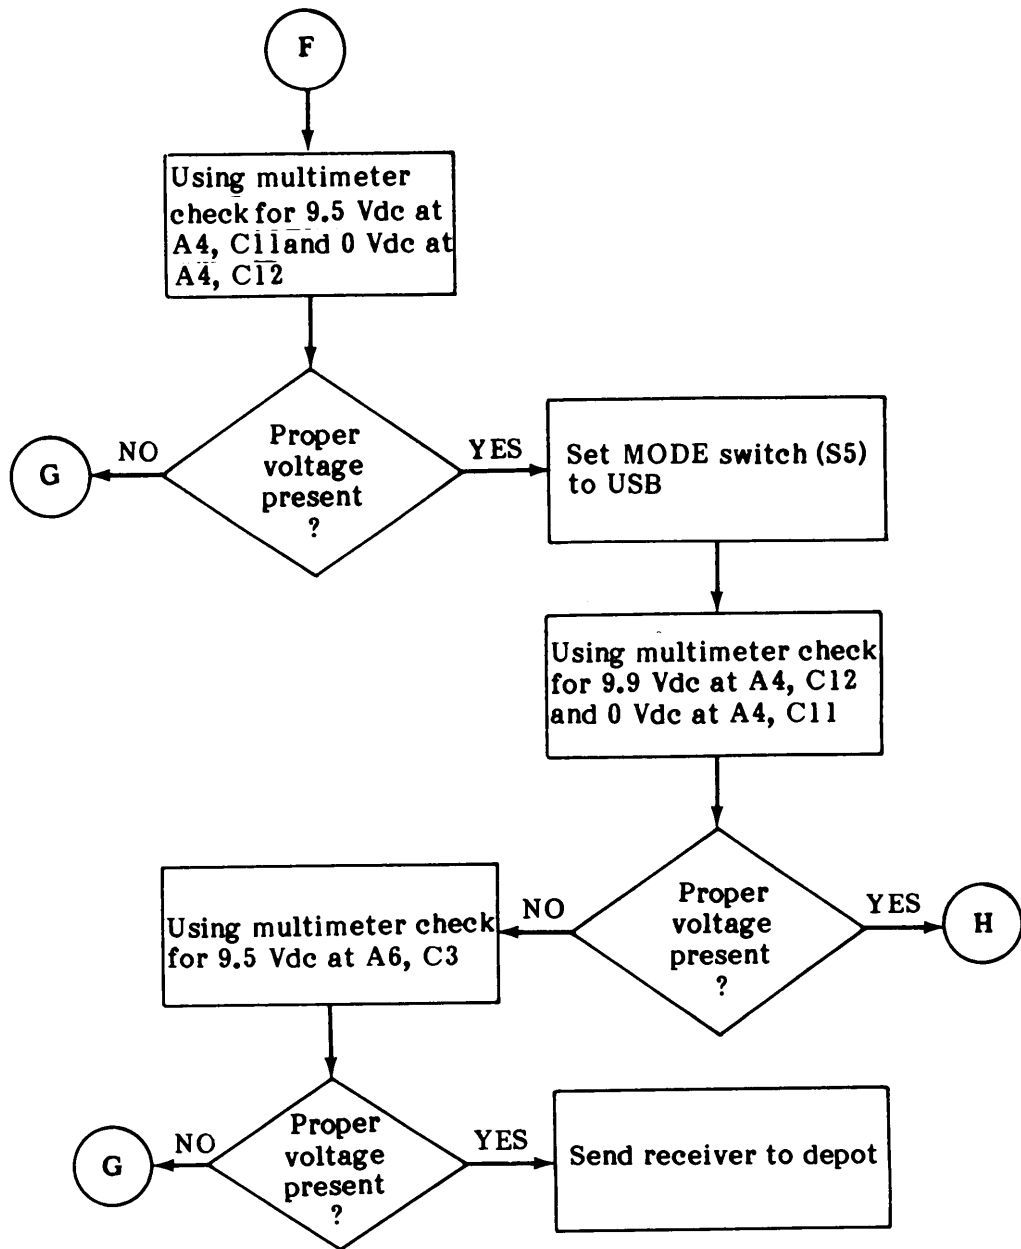 F
Using multimeter
check for 9.5 Vdc at
A4, C11and 0 Vdc at
A4, C12
NO
G
Proper
voltage
present
?
YES
Set MODE switch (S5)
to USB
Using multimeter check
for 9.9 Vdc at A4, C12
and 0 Vdc at A4, C11
Proper
voltage
present
?
YES
H
NO
Using multimeter check
for 9.5 Vdc at A6, C3
Proper
voltage
present
?
NO
G
YES
Send receiver to depot